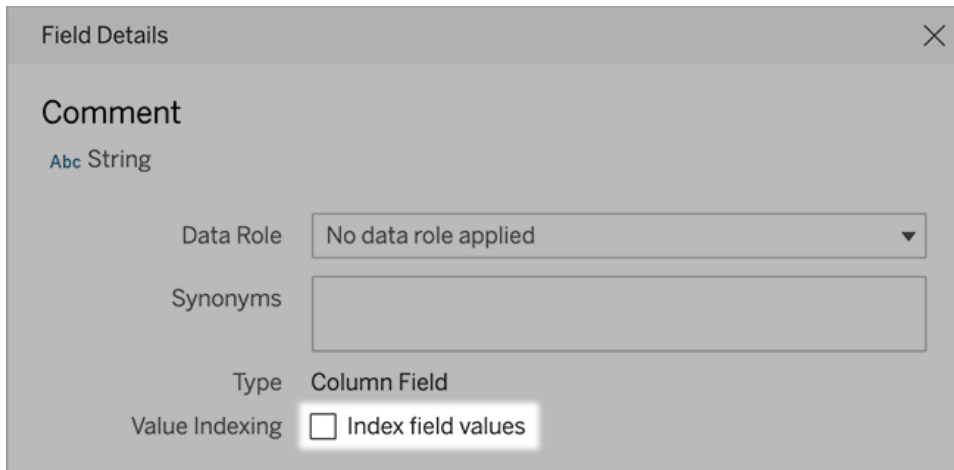 Field Details
Comment
Abc String
Data Role No data role applied
Synonyms
Type Column Field
Value Indexing Index field values